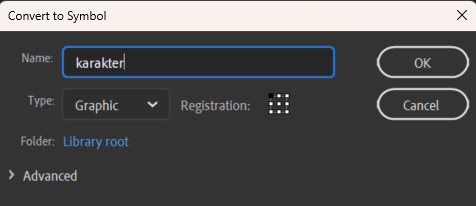 Convert to Symbol
Name: karakter OK
Type: Graphic Registration: Cancel
Folder: Library root
Advanced